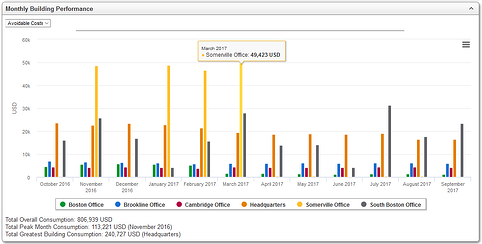 Monthly Building Performance
Avoidable Costs
60k
50k
40k
30k
20k
10k
0k
USD
March 2017
Somerville Office: 49,423 USD
October 2016
November 2016
December 2016
January 2017
February 2017
March 2017
April 2017
May 2017
June 2017
July 2017
August 2017
September 2017
Boston Office
Brookline Office
Cambridge Office
Headquarters
Somerville Office
South Boston Office
Total Overall Consumption: 806,939 USD
Total Peak Month Consumption: 113,221 USD (November 2016)
Total Greatest Building Consumption: 240,727 USD (Headquarters)